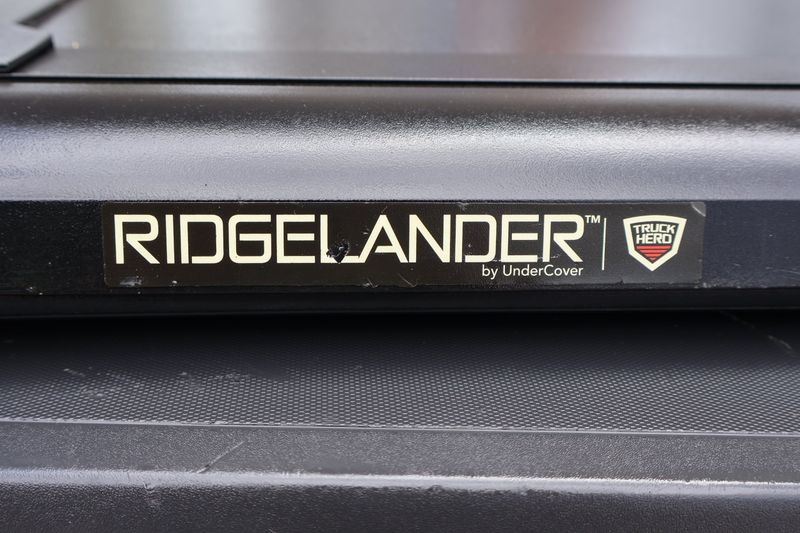 RIDGELANDER™
by UnderCover
TRUCK
HERO